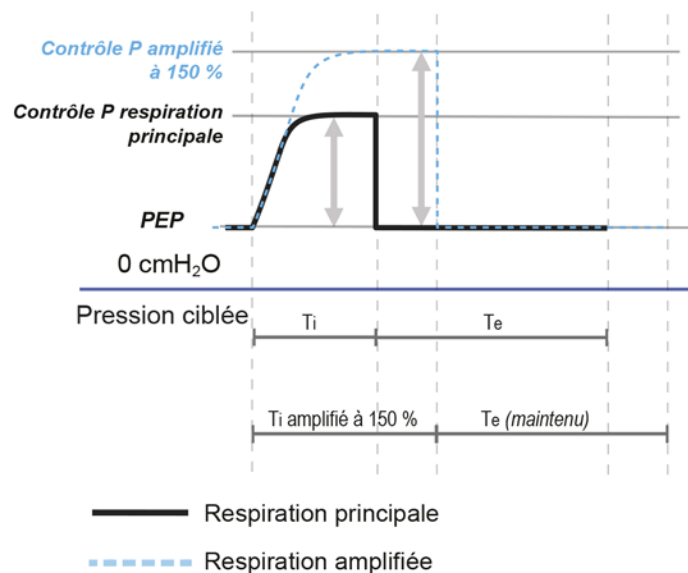 Contrôle P amplifié
à 150 %
Contrôle P respiration
principale
PEP
0 cmH₂O
Pression ciblée
Ti
Te
Ti amplifié à 150 %
Te (maintenu)
Respiration principale
Respiration amplifiée